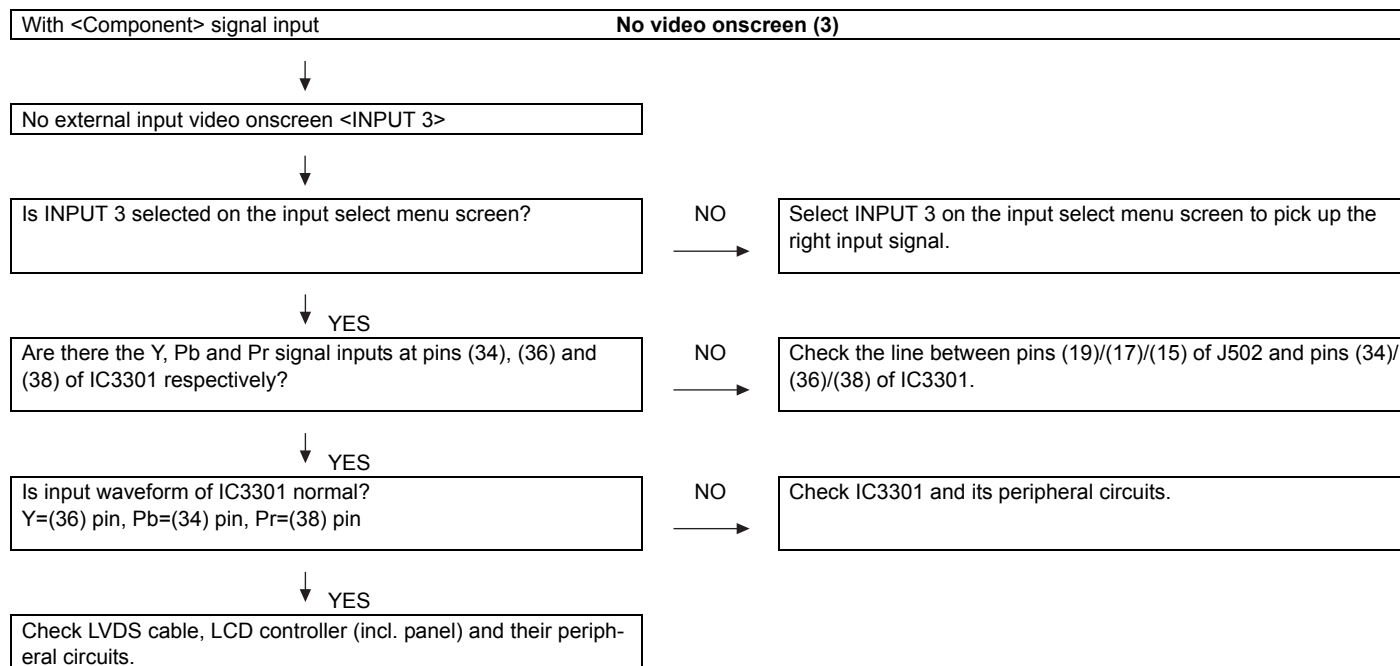 With <Component> signal input No video onscreen (3)
No external input video onscreen <INPUT 3>
Is INPUT 3 selected on the input select menu screen?
NO
Select INPUT 3 on the input select menu screen to pick up the
right input signal.
YES
Are there the Y, Pb and Pr signal inputs at pins (34), (36) and
(38) of IC3301 respectively?
NO
Check the line between pins (19)/(17)/(15) of J502 and pins (34)/
(36)/(38) of IC3301.
YES
Is input waveform of IC3301 normal?
Y=(36) pin, Pb=(34) pin, Pr=(38) pin
NO
Check IC3301 and its peripheral circuits.
YES
Check LVDS cable, LCD controller (incl. panel) and their periph-
eral circuits.